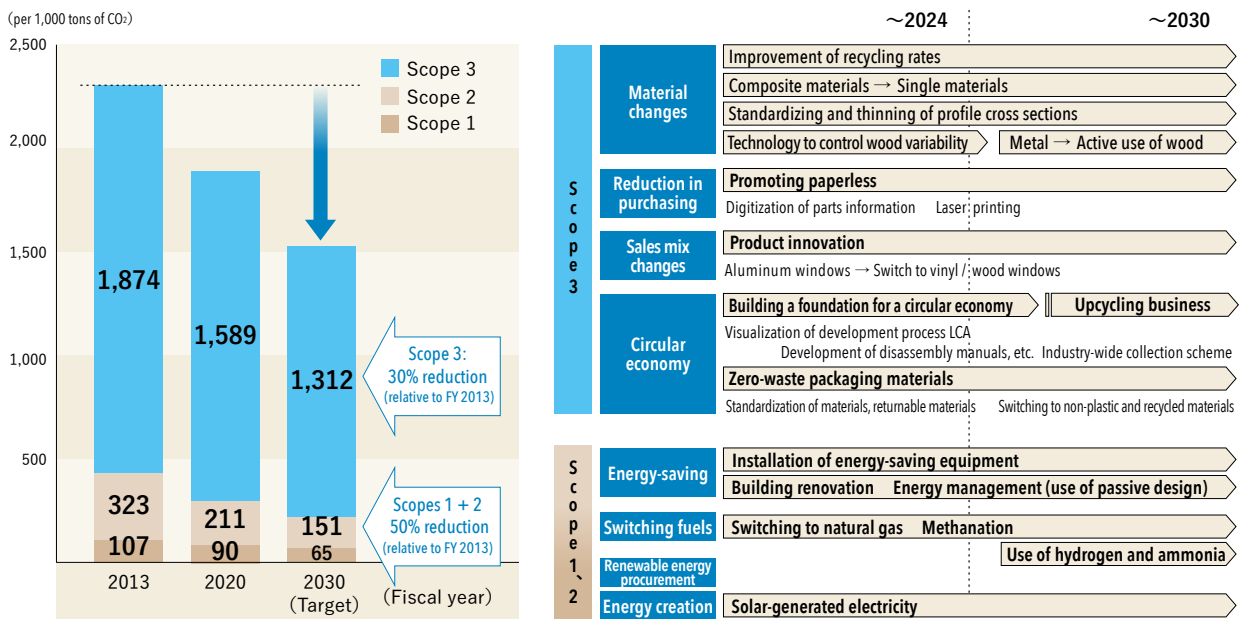 (per 1,000 tons of CO₂)
2,500
2,000
1,500
1,000
500
Scope 3
Scope 2
Scope 1
1,874
323
107
1,589
211
90
1,312
151
65
Scope 3:
30% reduction
(relative to FY 2013)
Scopes 1 + 2
50% reduction
(relative to FY 2013)
2013
2020
2030
(Target)
(Fiscal year)
～2024
～2030
Scope3
Material
changes
Improvement of recycling rates
Composite materials → Single materials
Standardizing and thinning of profile cross sections
Technology to control wood variability
Metal → Active use of wood
Reduction in
purchasing
Promoting paperless
Digitization of parts information Laser printing
Sales mix
changes
Product innovation
Aluminum windows → Switch to vinyl / wood windows
Circular
economy
Building a foundation for a circular economy
Upcycling business
Visualization of development process LCA
Development of disassembly manuals, etc. Industry-wide collection scheme
Zero-waste packaging materials
Standardization of materials, returnable materials Switching to non-plastic and recycled materials
Scope1、2
Energy-saving
Installation of energy-saving equipment
Building renovation Energy management (use of passive design)
Switching fuels
Switching to natural gas Methanation
Use of hydrogen and ammonia
Renewable energy
procurement
Energy creation
Solar-generated electricity